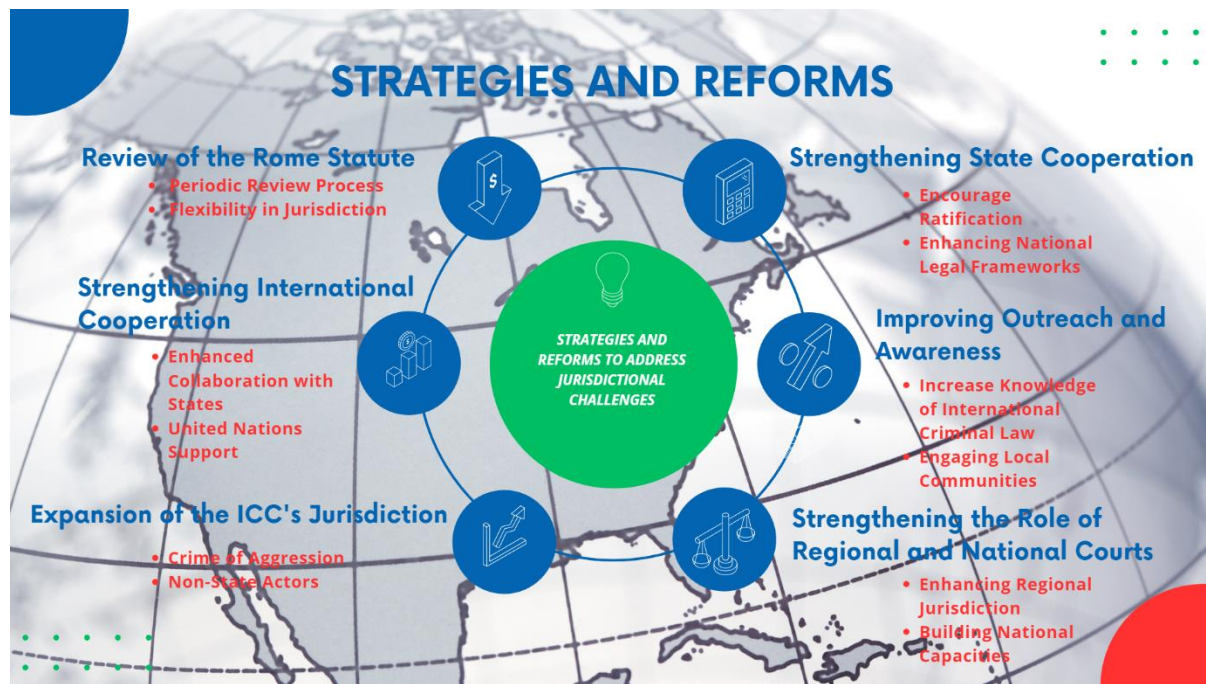 STRATEGIES AND REFORMS
Review of the Rome Statute
• Periodic Review Process
• Flexibility in Jurisdiction
Strengthening International
Cooperation
• Enhanced
Collaboration with
States
• United Nations
Support
Expansion of the ICC's Jurisdiction
• Crime of Aggression
• Non-State Actors
$
$
STRATEGIES AND
REFORMS TO ADDRESS
JURISDICTIONAL
CHALLENGES
Strengthening State Cooperation
• Encourage
Ratification
• Enhancing National
Legal Frameworks
Improving Outreach and
Awareness
• Increase Knowledge
of International
Criminal Law
• Engaging Local
Communities
Strengthening the Role of
Regional and National Courts
• Enhancing Regional
Jurisdiction
• Building National
Capacities